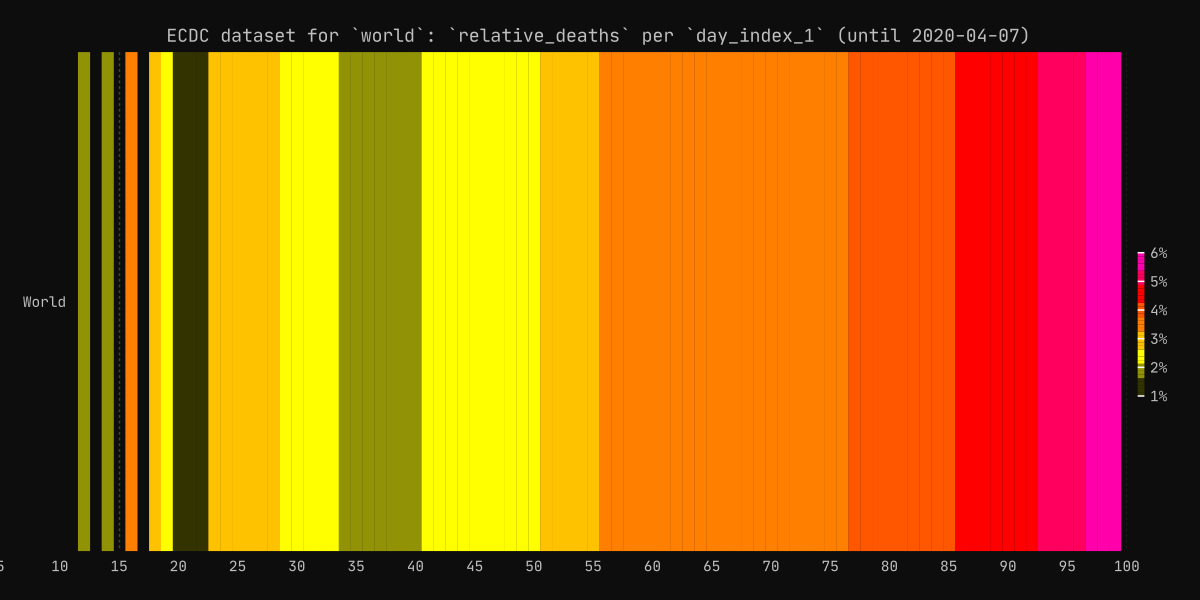 ECDC dataset for `world`: `relative_deaths` per `day_index_1` (until 2020-04-07)
6%
5%
World
4%
3%
2%
1%
5 10 15 20 25 30 35 40 45 50 55 60 65 70 75 80 85 90 95 100